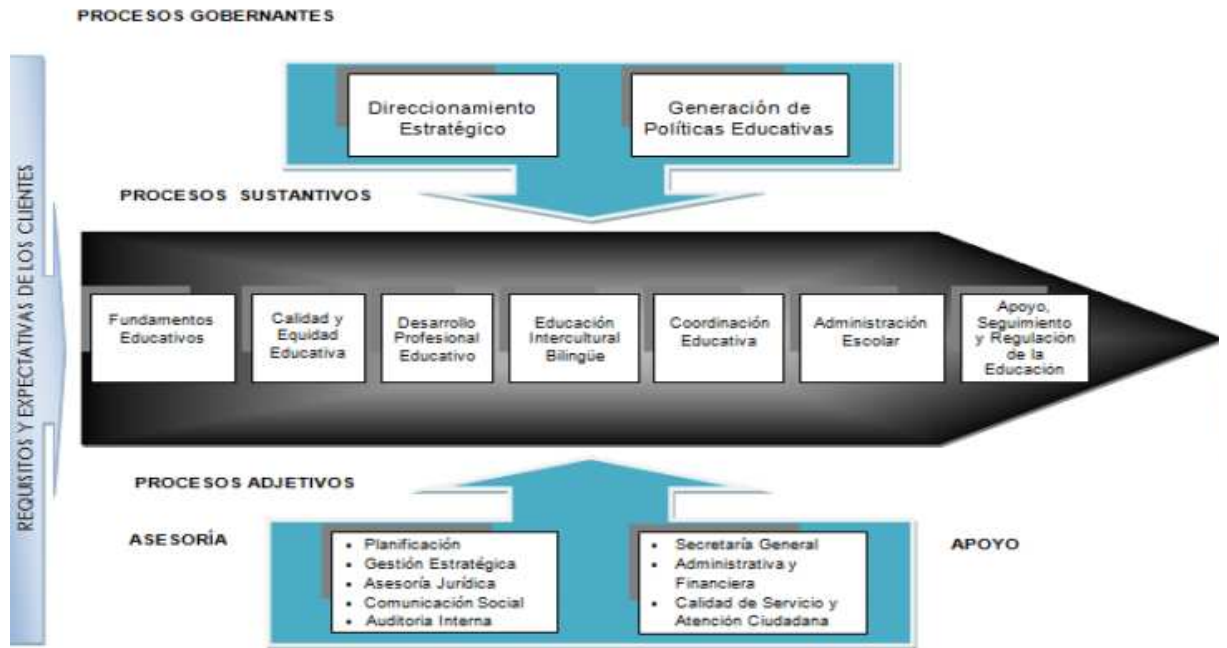 PROCESOS GOBERNANTES
Direccionamiento
Estratégico
Generación de
Políticas Educativas
PROCESOS SUSTANTIVOS
REQUISITOS Y EXPECTATIVAS DE LOS CLIENTES
Fundamentos
Educativos
Calidad y
Equidad
Educativa
Desarrollo
Profesional
Educativo
Educación
Intercultural
Bilingüe
Coordinación
Educativa
Administración
Escolar
Apoyo,
Seguimiento
y Regulación
de la
Educación
PROCESOS ADJETIVOS
ASESORÍA
• Planificación
• Gestión Estratégica
• Asesoría Jurídica
• Comunicación Social
• Auditoria Interna
• Secretaría General
• Administrativa y
Financiera
• Calidad de Servicio y
Atención Ciudadana
APOYO